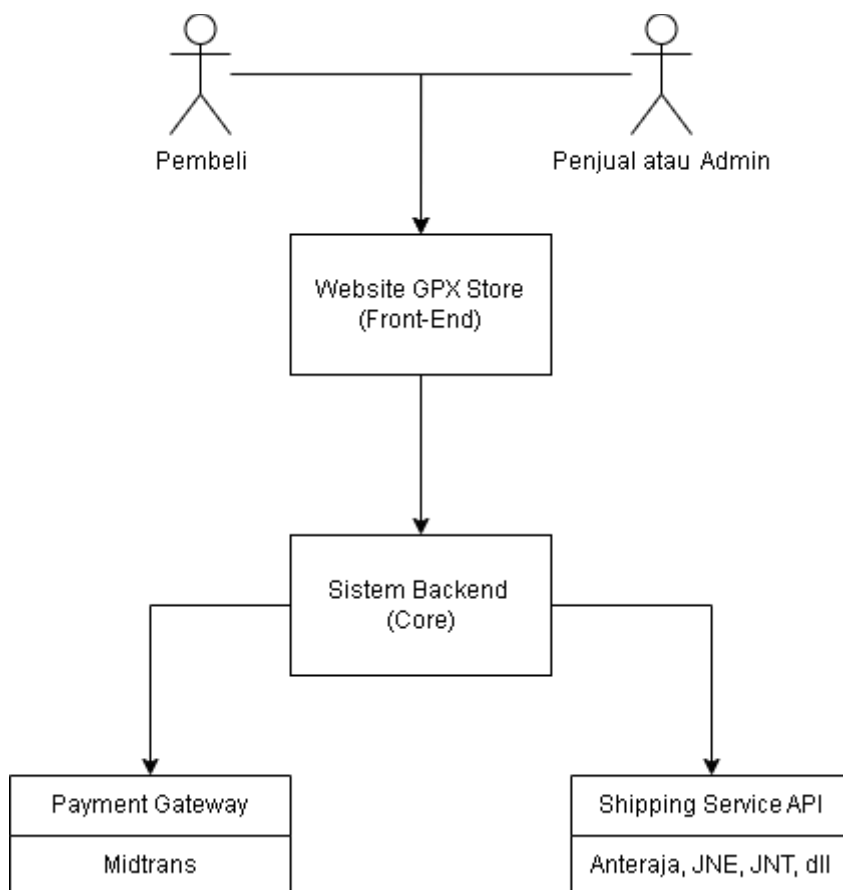 Pembeli
Penjual atau Admin
Website GPX Store
(Front-End)
Sistem Backend
(Core)
Payment Gateway
Midtrans
Shipping Service API
Anteraja, JNE, JNT, dll